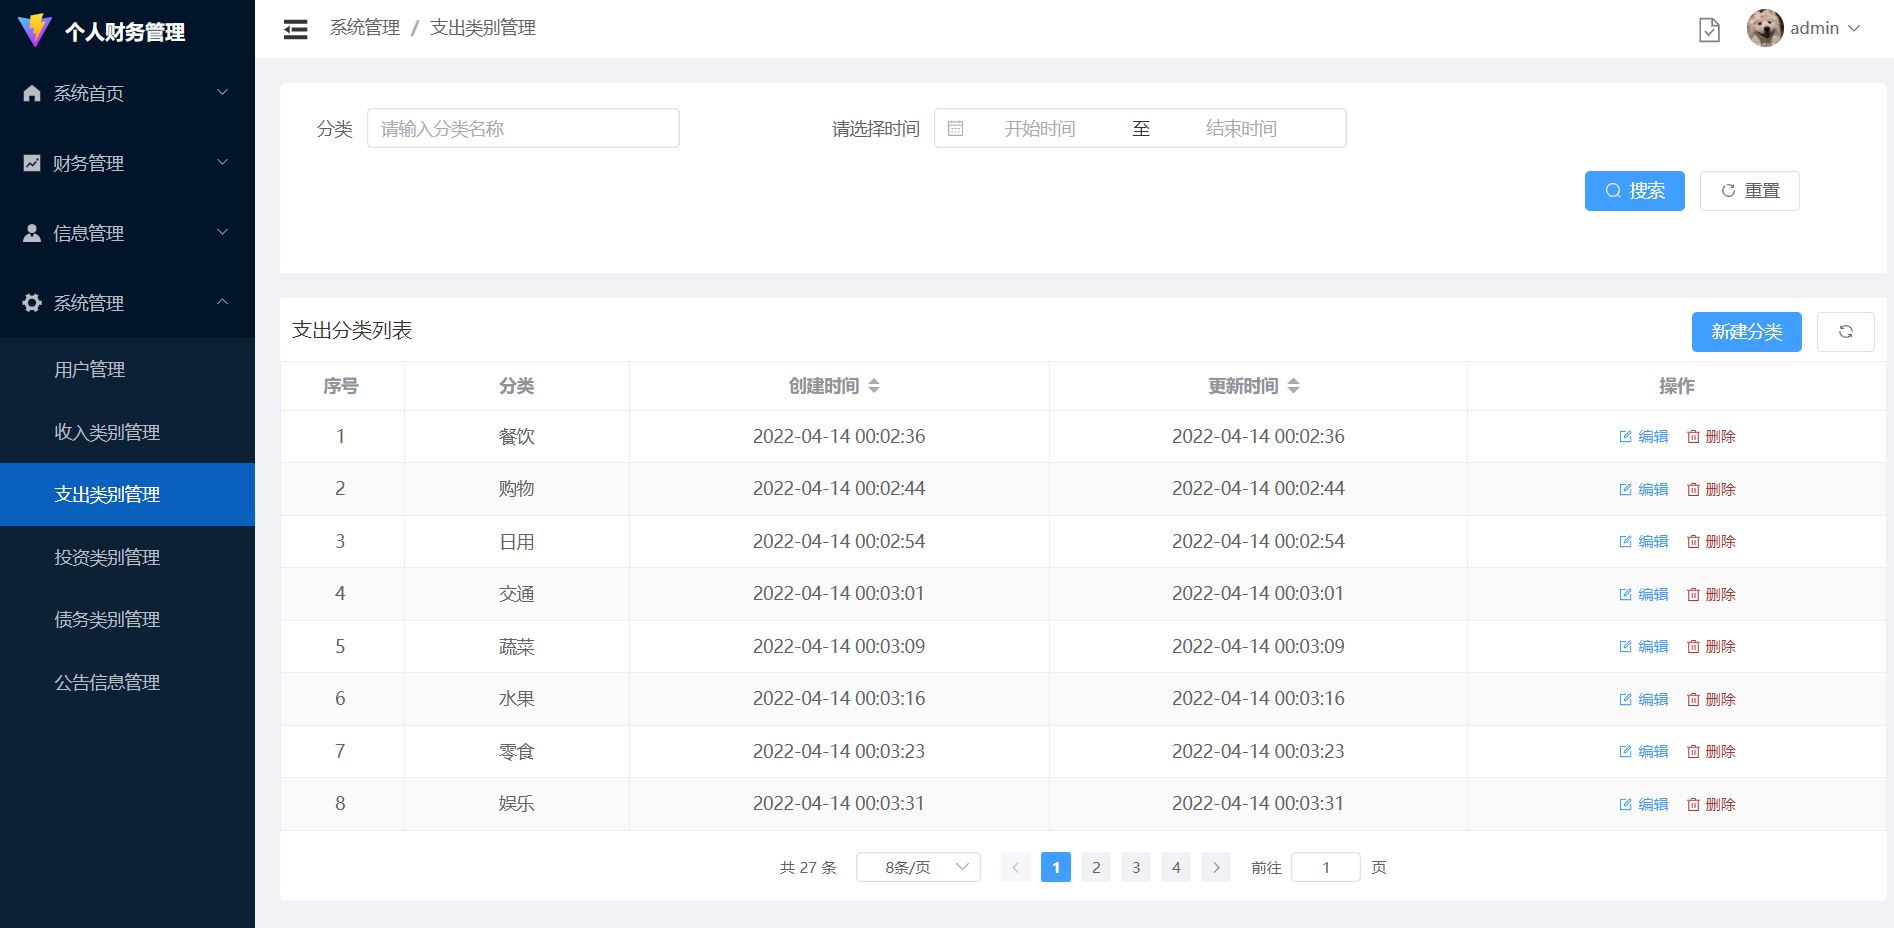 个人财务管理
系统首页
财务管理
信息管理
系统管理
用户管理
收入类别管理
支出类别管理
投资类别管理
债务类别管理
公告信息管理
系统管理 / 支出类别管理
admin
分类 请输入分类名称 请选择时间 开始时间 至 结束时间
搜索 重置
支出分类列表 新建分类
序号 分类 创建时间 更新时间 操作
1 餐饮 2022-04-14 00:02:36 2022-04-14 00:02:36 编辑 删除
2 购物 2022-04-14 00:02:44 2022-04-14 00:02:44 编辑 删除
3 日用 2022-04-14 00:02:54 2022-04-14 00:02:54 编辑 删除
4 交通 2022-04-14 00:03:01 2022-04-14 00:03:01 编辑 删除
5 蔬菜 2022-04-14 00:03:09 2022-04-14 00:03:09 编辑 删除
6 水果 2022-04-14 00:03:16 2022-04-14 00:03:16 编辑 删除
7 零食 2022-04-14 00:03:23 2022-04-14 00:03:23 编辑 删除
8 娱乐 2022-04-14 00:03:31 2022-04-14 00:03:31 编辑 删除
共 27 条 8条/页 1 2 3 4 前往 1 页